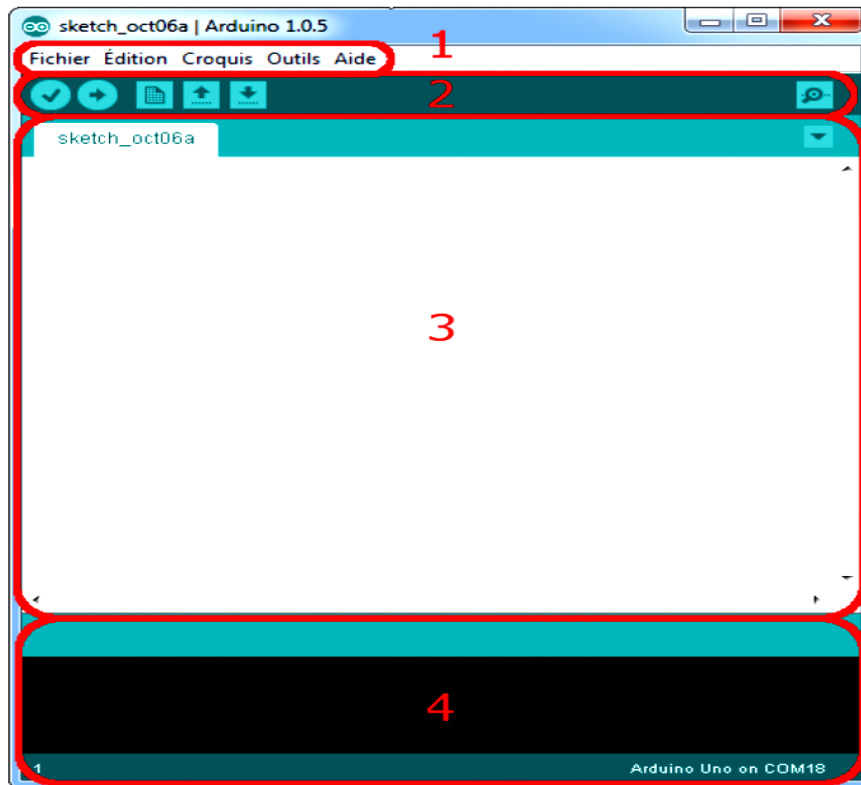 sketch_oct06a | Arduino 1.0.5
1
Fichier Édition Croquis Outils Aide
2
sketch_oct06a
3
4
1 Arduino Uno on COM18